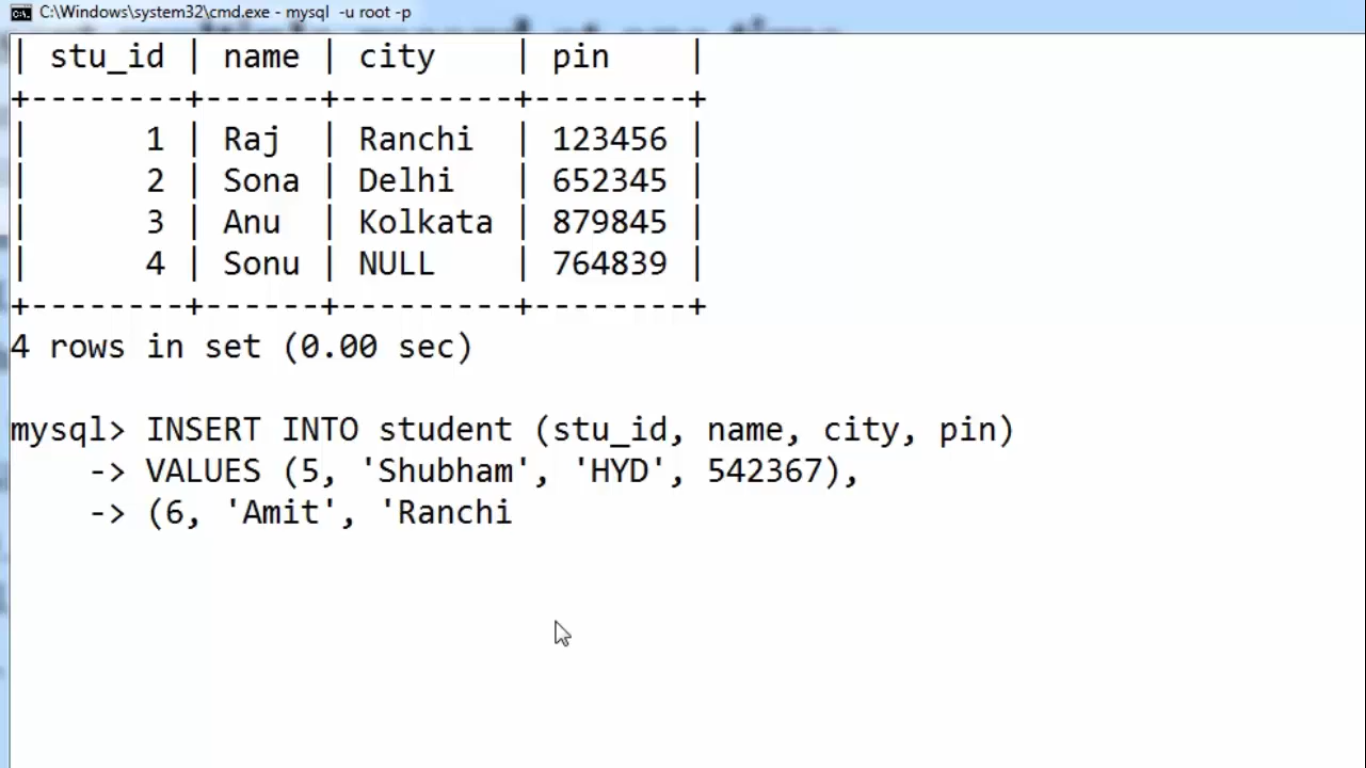 C:\Windows\system32\cmd.exe - mysql -u root -p
| stu_id | name | city    | pin    |
+--------+------+---------+--------+
|      1 | Raj  | Ranchi  | 123456 |
|      2 | Sona | Delhi   | 652345 |
|      3 | Anu  | Kolkata | 879845 |
|      4 | Sonu | NULL    | 764839 |
+--------+------+---------+--------+
4 rows in set (0.00 sec)
mysql> INSERT INTO student (stu_id, name, city, pin)
    -> VALUES (5, 'Shubham', 'HYD', 542367),
    -> (6, 'Amit', 'Ranchi